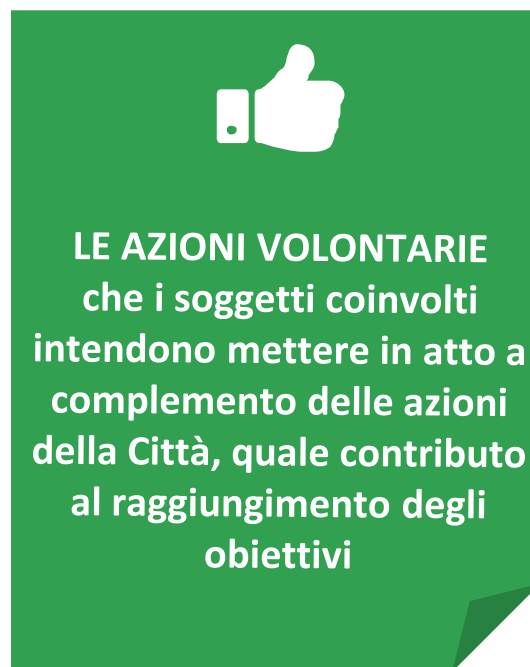 LE AZIONI VOLONTARIE
che i soggetti coinvolti
intendono mettere in atto a
complemento delle azioni
della Città, quale contributo
al raggiungimento degli
obiettivi